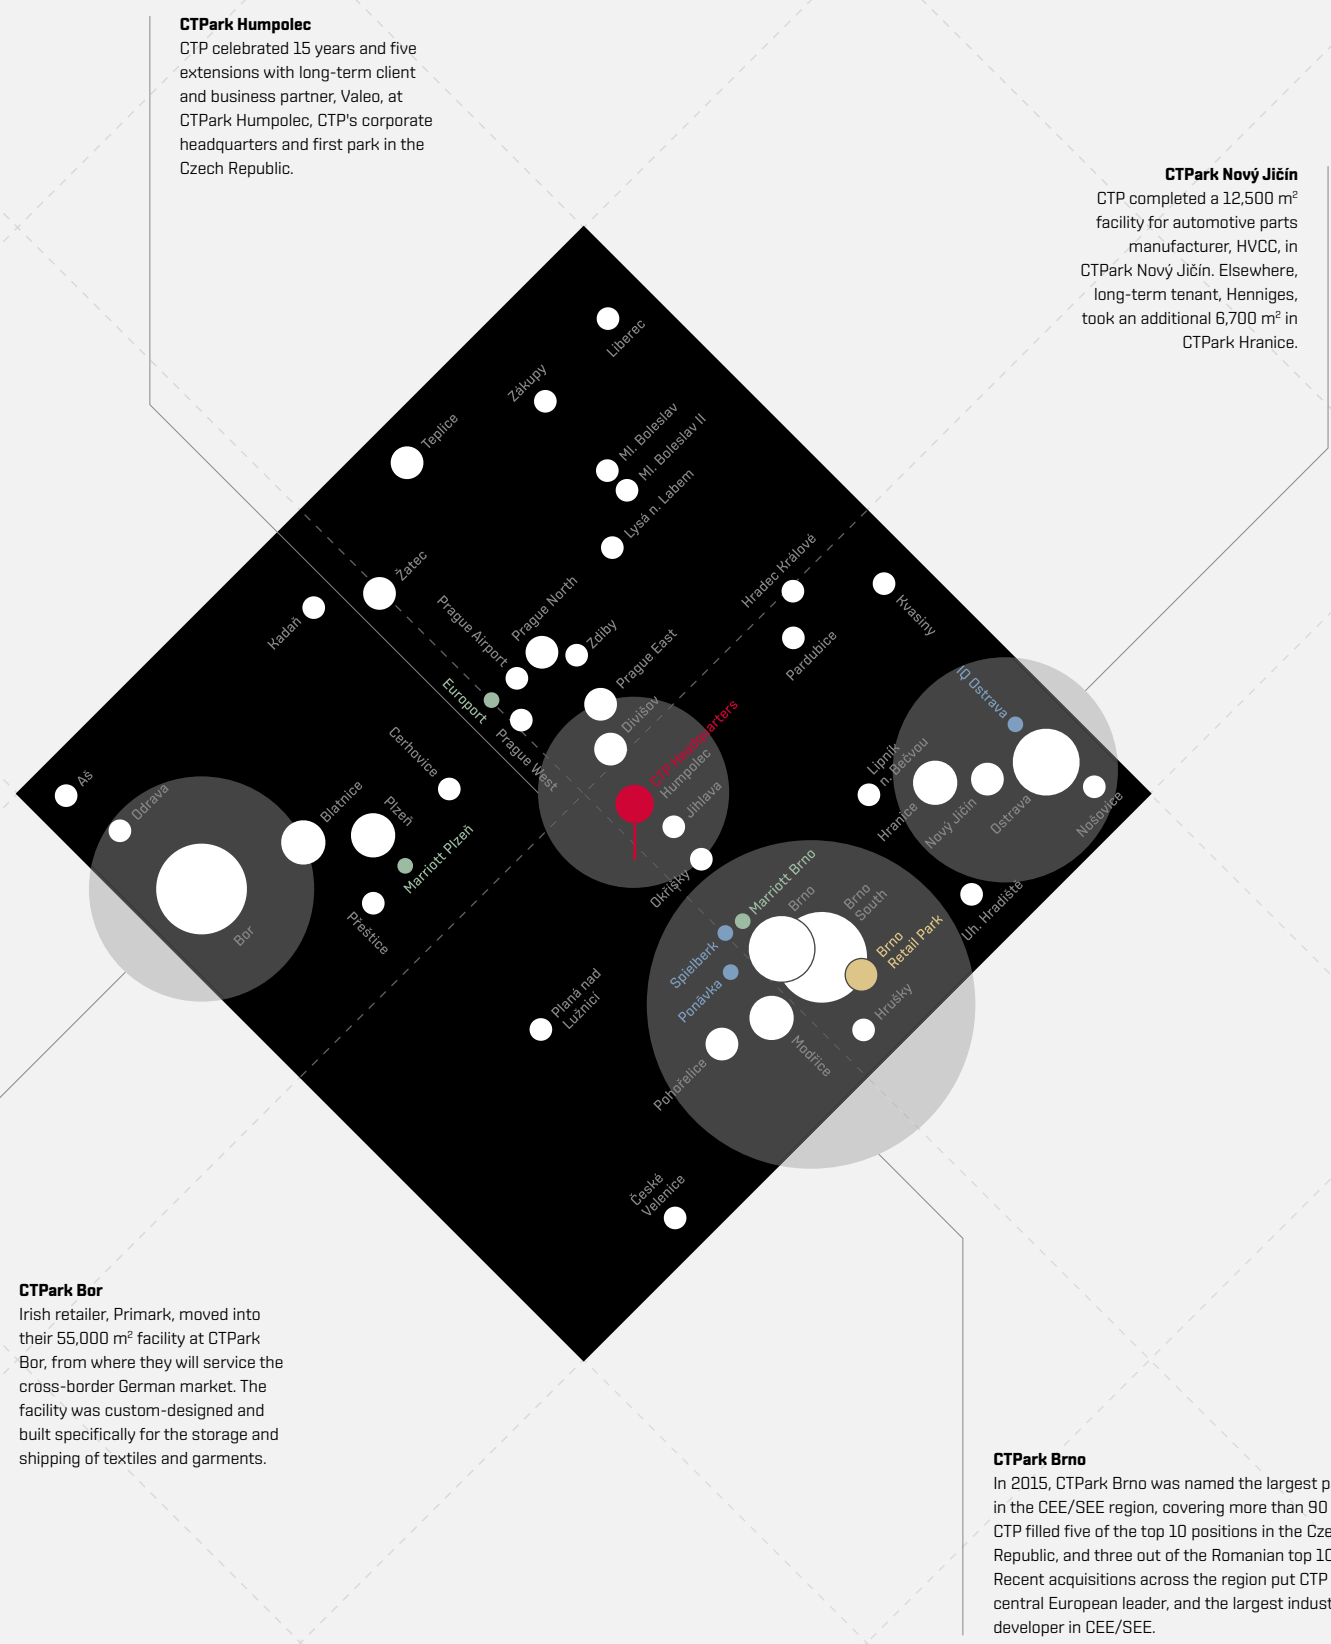 CTPark Humpolec
CTP celebrated 15 years and five
extensions with long-term client
and business partner, Valeo, at
CTPark Humpolec, CTP's corporate
headquarters and first park in the
Czech Republic.
CTPark Nový Jičín
CTP completed a 12,500 m²
facility for automotive parts
manufacturer, HVCC, in
CTPark Nový Jičín. Elsewhere,
long-term tenant, Henniges,
took an additional 6,700 m² in
CTPark Hranice.
Liberec
Zákupy
Teplice
Ml. Boleslav
Ml. Boleslav II
Lysá n. Labem
Žatec
Kadaň
Hradec Králové
Kvasiny
Pardubice
Prague North
Prague Airport
Zdiby
Prague East
Europort
Prague West
Divišov
Cerhovice
CTP Headquarters
Humpolec
Jihlava
Okříšky
IQ Ostrava
Lipník
n. Bečvou
Hranice
Nový Jičín
Ostrava
Nošovice
Uh. Hradiště
Aš
Odrava
Bor
Blatnice
Plzeň
Marriott Plzeň
Přeštice
Marriott Brno
Brno
Brno
South
Brno
Retail Park
Spielberk
Ponávka
Hrušky
Modřice
Pohořelice
Planá nad
Lužnicí
České
Velenice
CTPark Bor
Irish retailer, Primark, moved into
their 55,000 m² facility at CTPark
Bor, from where they will service the
cross-border German market. The
facility was custom-designed and
built specifically for the storage and
shipping of textiles and garments.
CTPark Brno
In 2015, CTPark Brno was named the largest p
in the CEE/SEE region, covering more than 90
CTP filled five of the top 10 positions in the Cze
Republic, and three out of the Romanian top 10
Recent acquisitions across the region put CTP
central European leader, and the largest indust
developer in CEE/SEE.